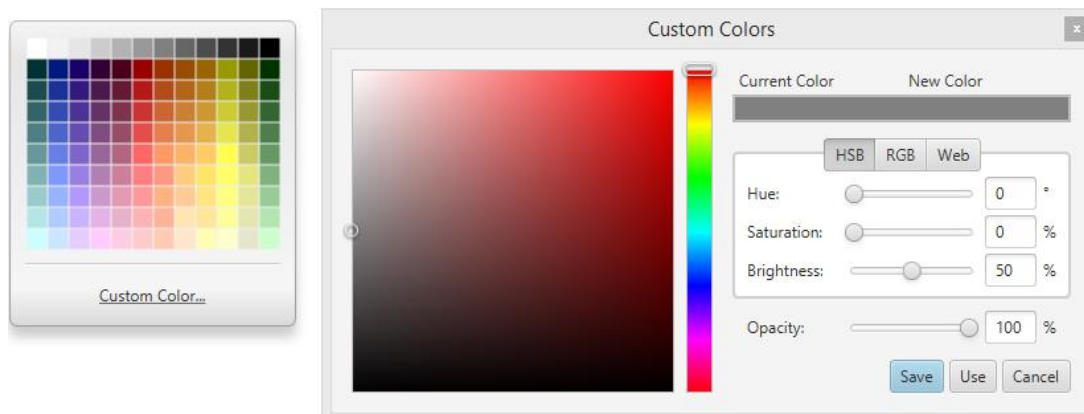 Custom Color...
Custom Colors
x
Current Color New Color
HSB RGB Web
Hue: 0 °
Saturation: 0 %
Brightness: 50 %
Opacity: 100 %
Save Use Cancel